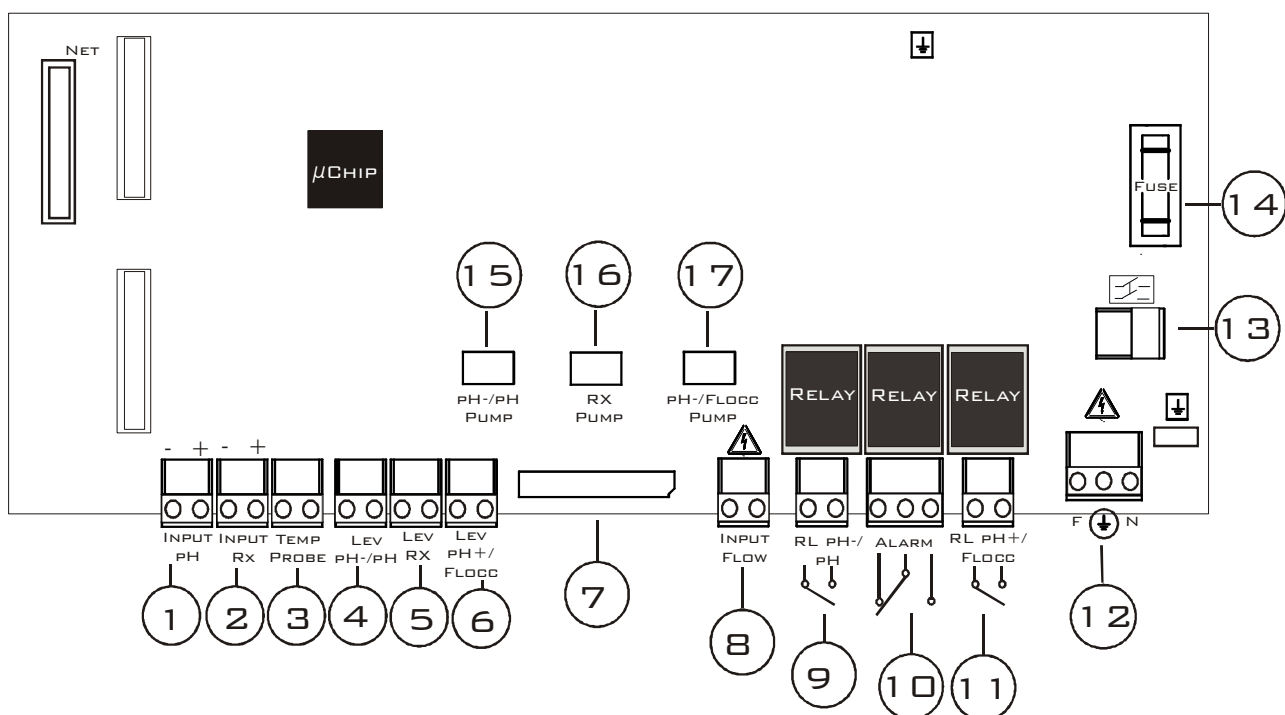 NET
µCHIP
FUSE
14
13
15
16
17
PH-/PH
PUMP
RX
PUMP
PH-/FLOCC
PUMP
RELAY
RELAY
RELAY
- +
- +
INPUT
PH
INPUT
RX
TEMP
PROBE
LEV
PH-/PH
LEV
RX
LEV
PH+/
FLOCC
INPUT
FLOW
RL PH-/
PH
ALARM
RL PH+/
FLOCC
F N
1
2
3
4
5
6
7
8
9
10
11
12